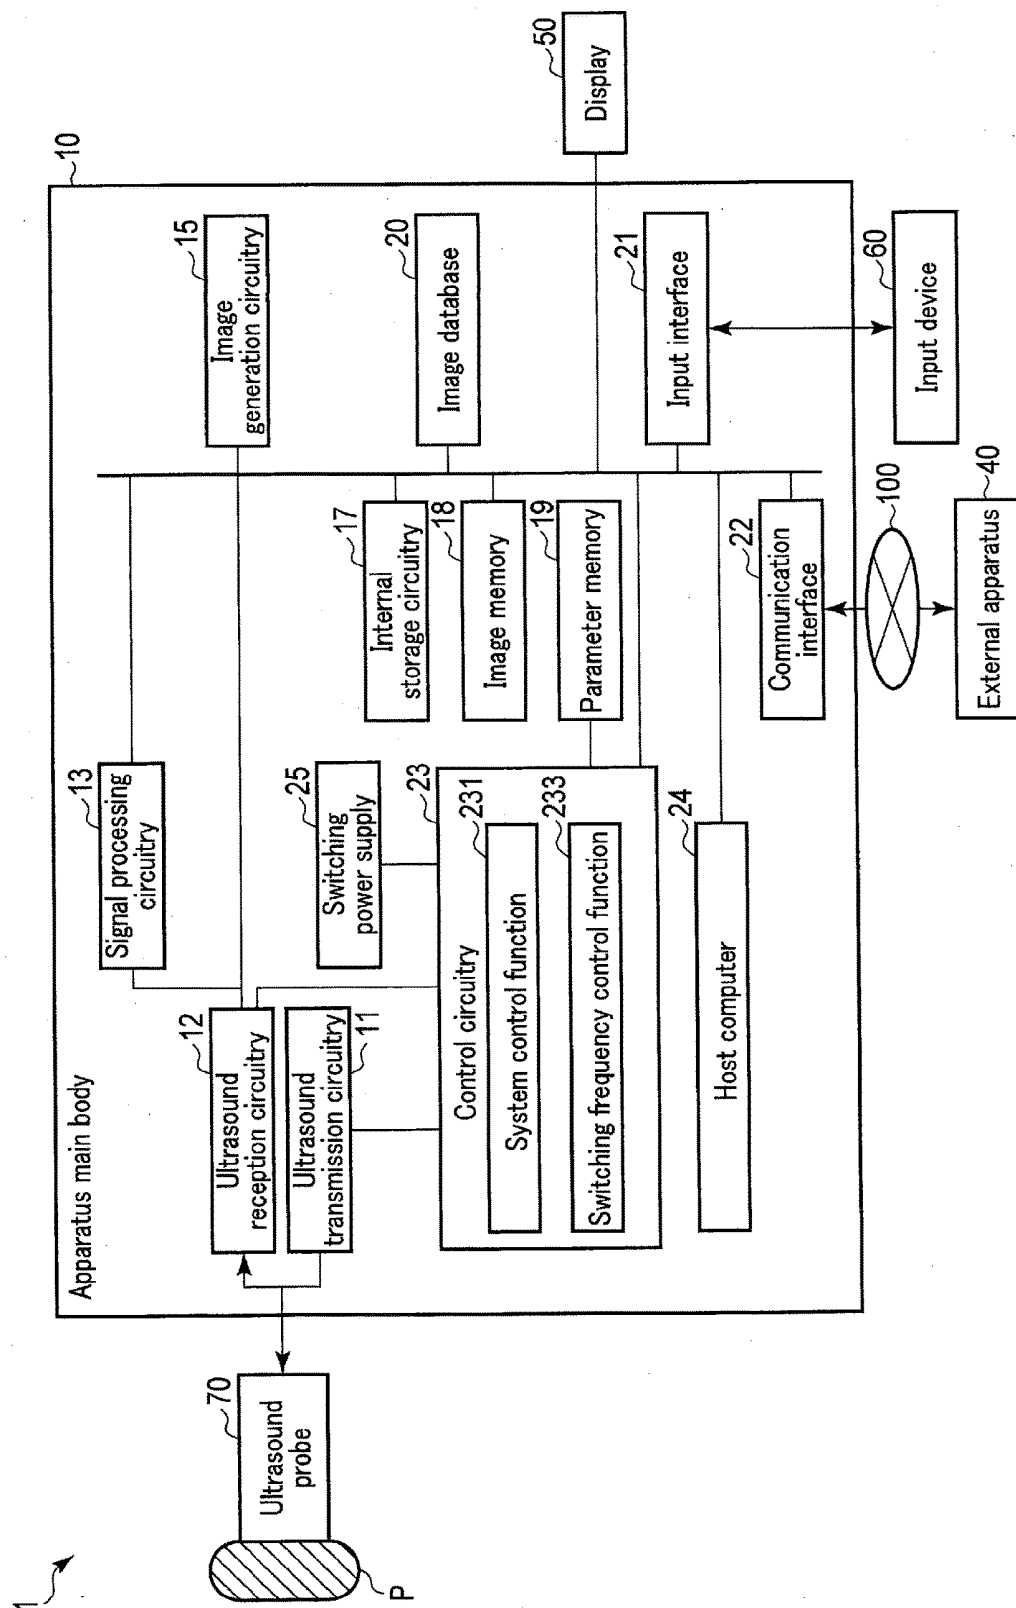 1
P
70
Ultrasound
probe
Apparatus main body
10
12
Ultrasound
reception circuitry
Ultrasound
transmission circuitry
11
13
Signal processing
circuitry
15
Image
generation circuitry
25
Switching
power supply
17
Internal
storage circuitry
18
Image memory
19
Parameter memory
20
Image database
23
Control circuitry
231
System control function
233
Switching frequency control function
24
Host computer
21
Input interface
22
Communication
interface
50
Display
60
Input device
100
40
External apparatus